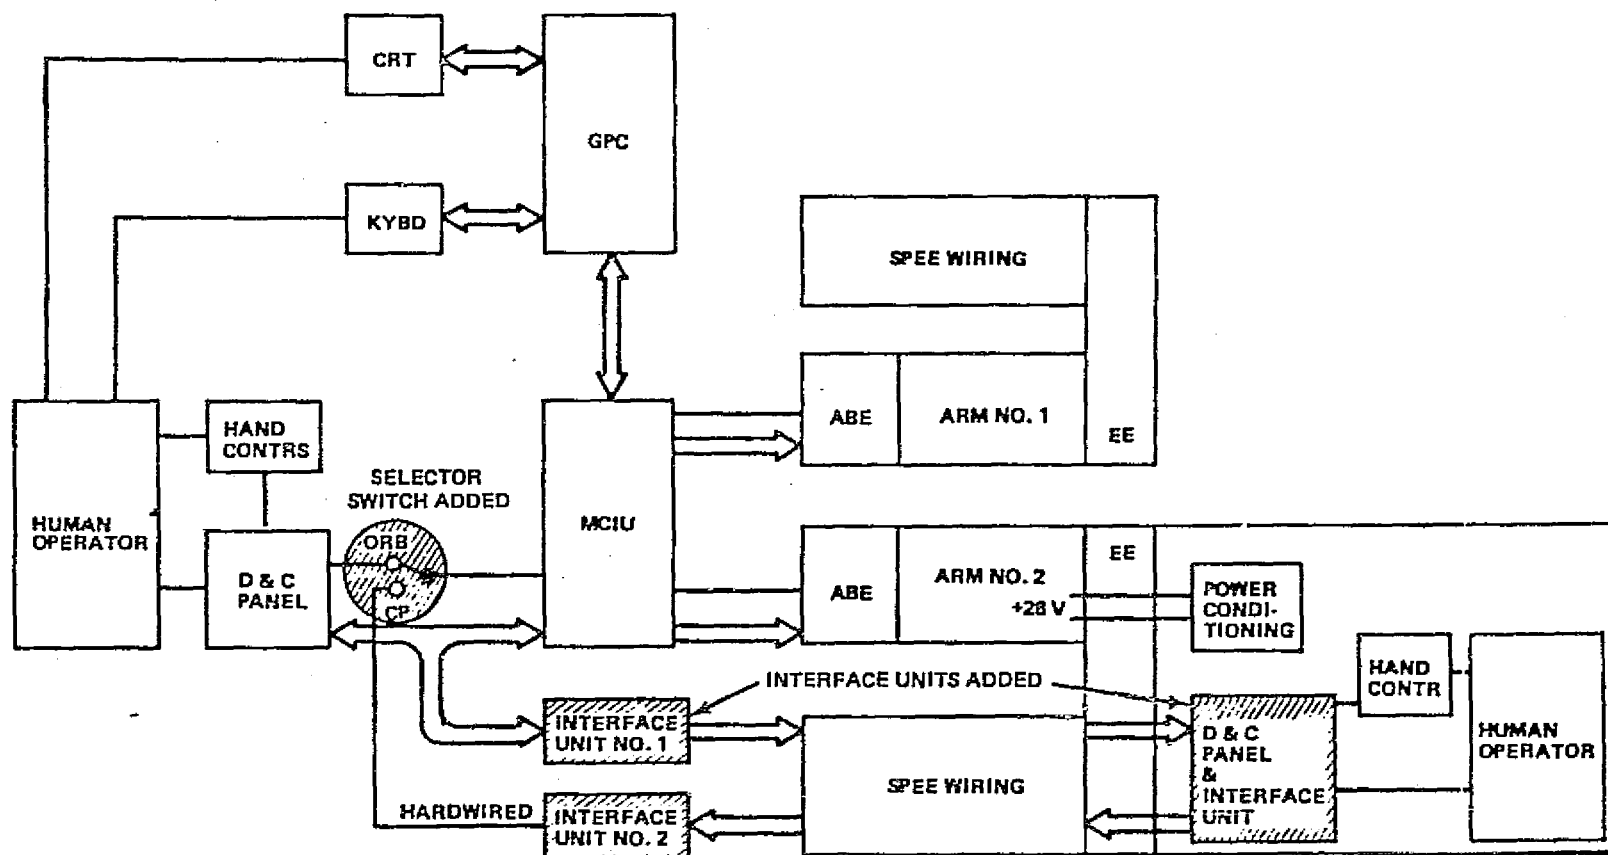 CRT
GPC
KYBD
SPEE WIRING
ABE
ARM NO. 1
EE
HAND
CONTRS
SELECTOR
SWITCH ADDED
HUMAN
OPERATOR
MCIU
ORB
CP
D & C
PANEL
ABE
ARM NO. 2
+28 V
EE
POWER
CONDI-
TIONING
INTERFACE UNITS ADDED
HAND
CONTR
INTERFACE
UNIT NO. 1
D & C
PANEL
&
INTERFACE
UNIT
HUMAN
OPERATOR
SPEE WIRING
HARDWIRED
INTERFACE
UNIT NO. 2